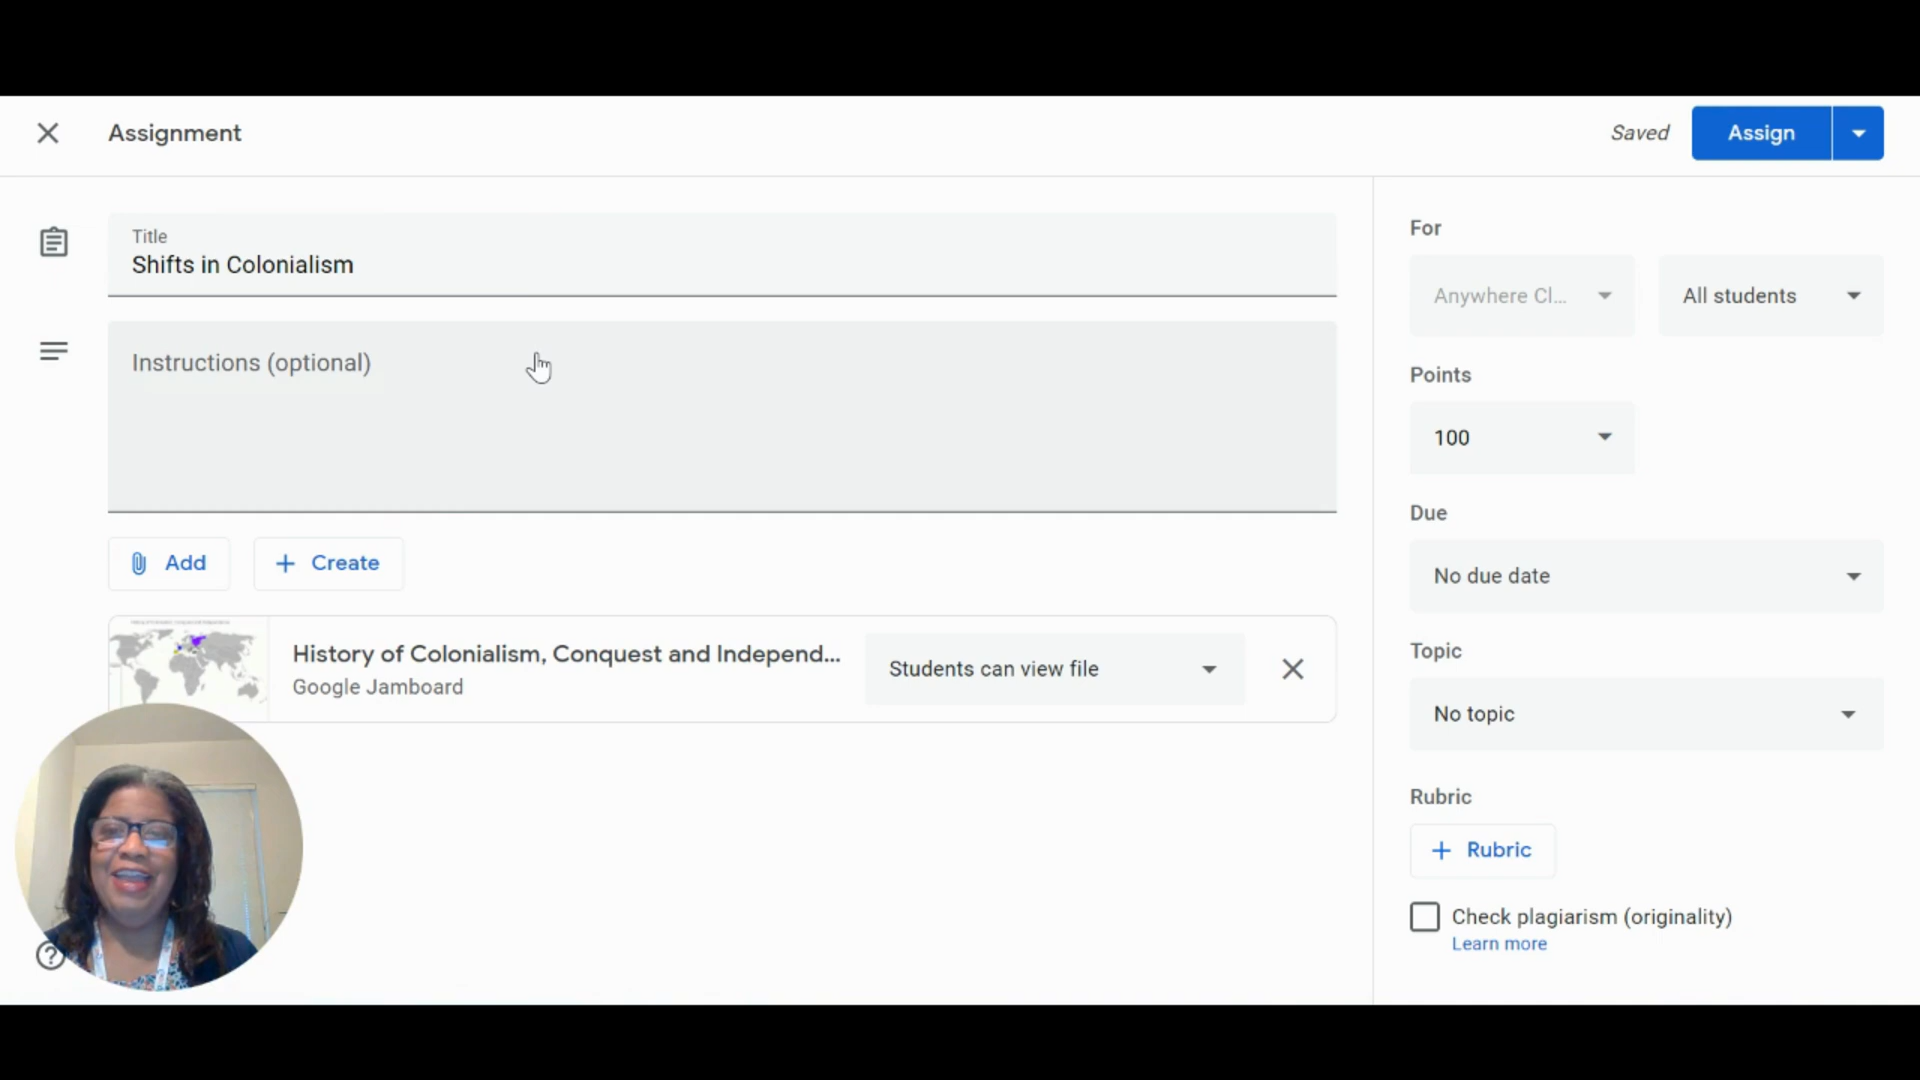 Assignment
Saved
Assign
Title
Shifts in Colonialism
Instructions (optional)
Add
Create
History of Colonialism, Conquest and Independ...
Google Jamboard
Students can view file
For
Anywhere Cl...
All students
Points
100
Due
No due date
Topic
No topic
Rubric
Rubric
Check plagiarism (originality)
Learn more